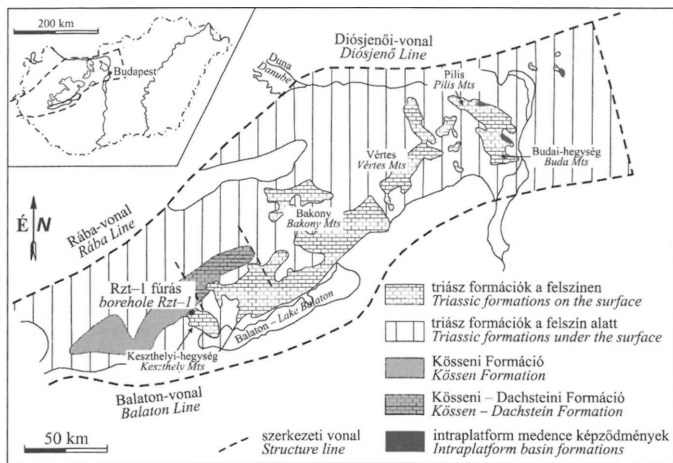 200 km
Budapest
Diósjenői-vonal
Diósjenő Line
Duna
Danube
Pilis
Pilis Mts
Vértes
Vértes Mts
Budai-hegység
Buda Mts
É N
Rába-vonal
Rába Line
Bakony
Bakony Mts
Rzt–1 fúrás
borehole Rzt–1
Balaton – Lake Balaton
Keszthelyi-hegység
Keszthely Mts
Balaton-vonal
Balaton Line
50 km
szerkezeti vonal
Structure line
triász formációk a felszínen
Triassic formations on the surface
triász formációk a felszín alatt
Triassic formations under the surface
Kösseni Formáció
Kössen Formation
Kösseni – Dachsteini Formáció
Kössen – Dachstein Formation
intraplatform medence képződmények
Intraplatform basin formations